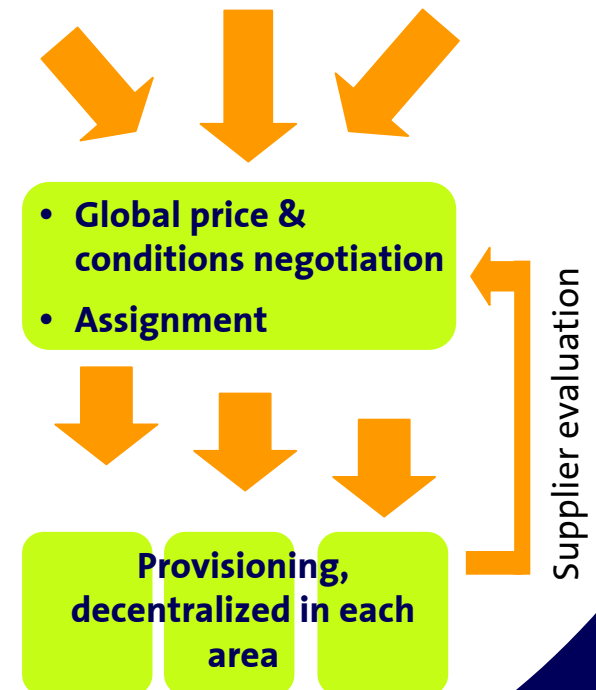 • Global price &
conditions negotiation
• Assignment
Supplier evaluation
Provisioning,
decentralized in each
area